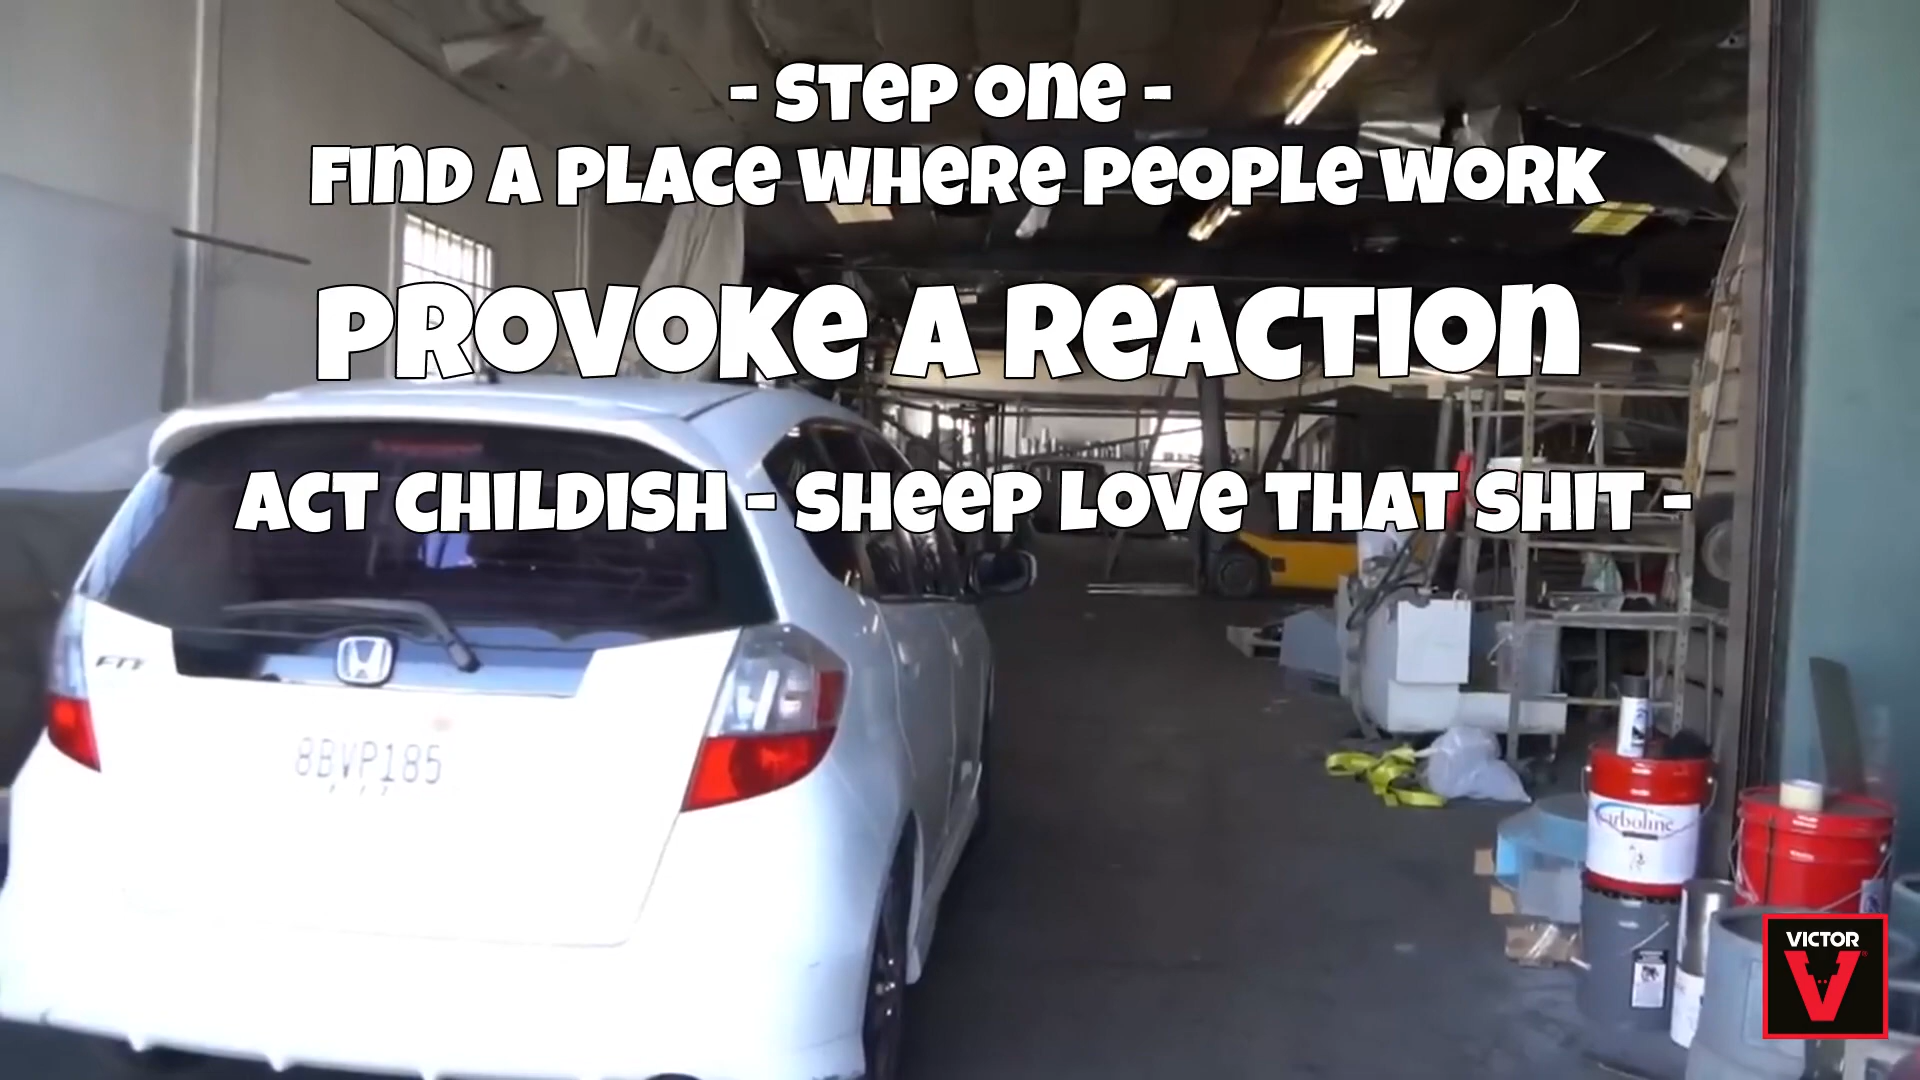 - STEP ONE -
FIND A PLACE WHERE PEOPLE WORK
PROVOKE A REACTION
ACT CHILDISH - SHEEP LOVE THAT SHIT -
FIT
8BVP185
Carboline
VICTOR
V